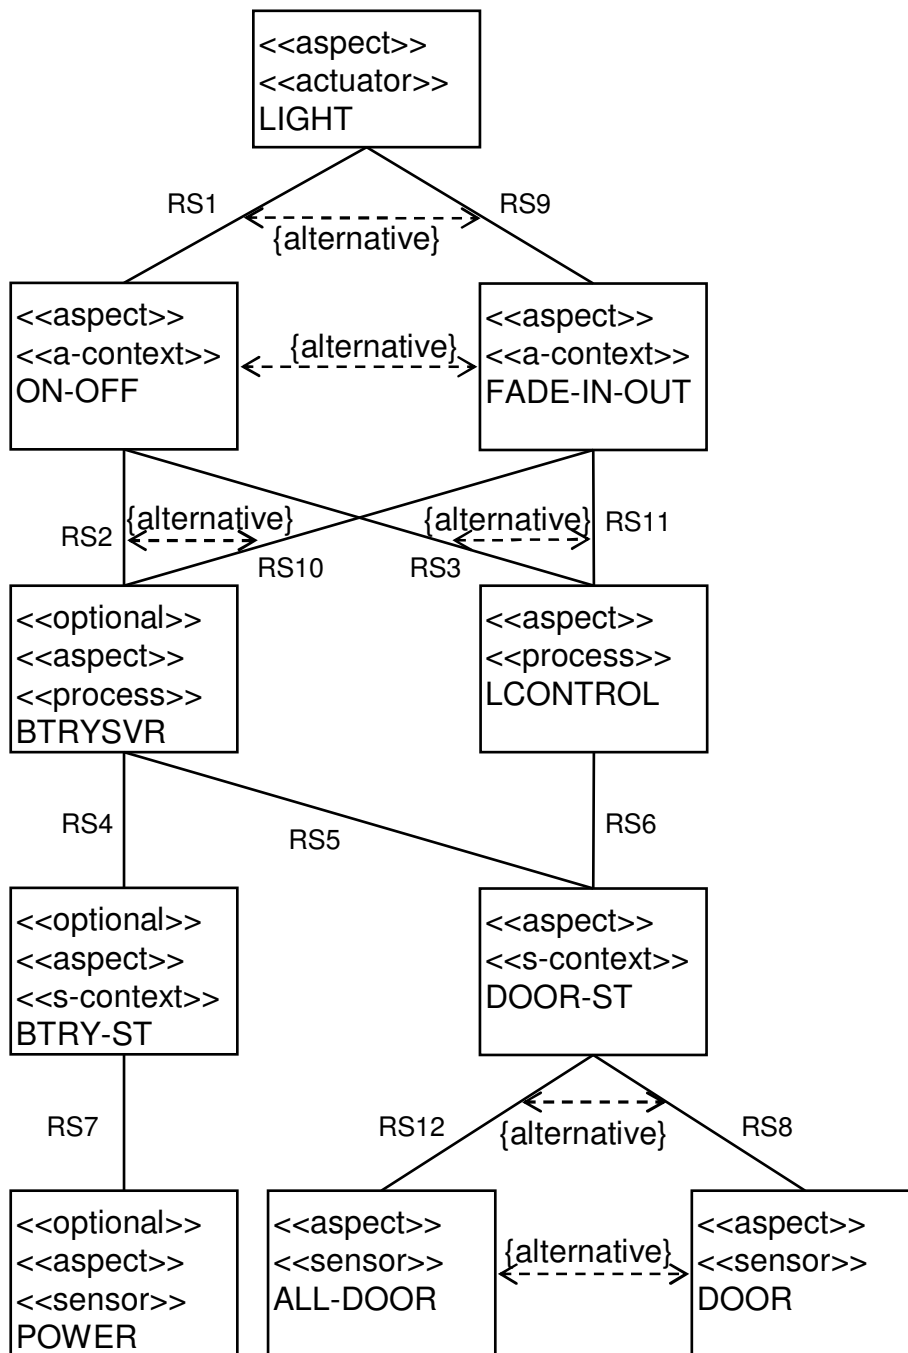 <<aspect>>
<<actuator>>
LIGHT
RS1
RS9
{alternative}
<<aspect>>
<<a-context>>
ON-OFF
{alternative}
<<aspect>>
<<a-context>>
FADE-IN-OUT
RS2
{alternative}
{alternative}
RS11
RS10
RS3
<<optional>>
<<aspect>>
<<process>>
BTRYSVR
<<aspect>>
<<process>>
LCONTROL
RS4
RS5
RS6
<<optional>>
<<aspect>>
<<s-context>>
BTRY-ST
<<aspect>>
<<s-context>>
DOOR-ST
RS7
RS12
{alternative}
RS8
<<optional>>
<<aspect>>
<<sensor>>
POWER
<<aspect>>
<<sensor>>
ALL-DOOR
{alternative}
<<aspect>>
<<sensor>>
DOOR